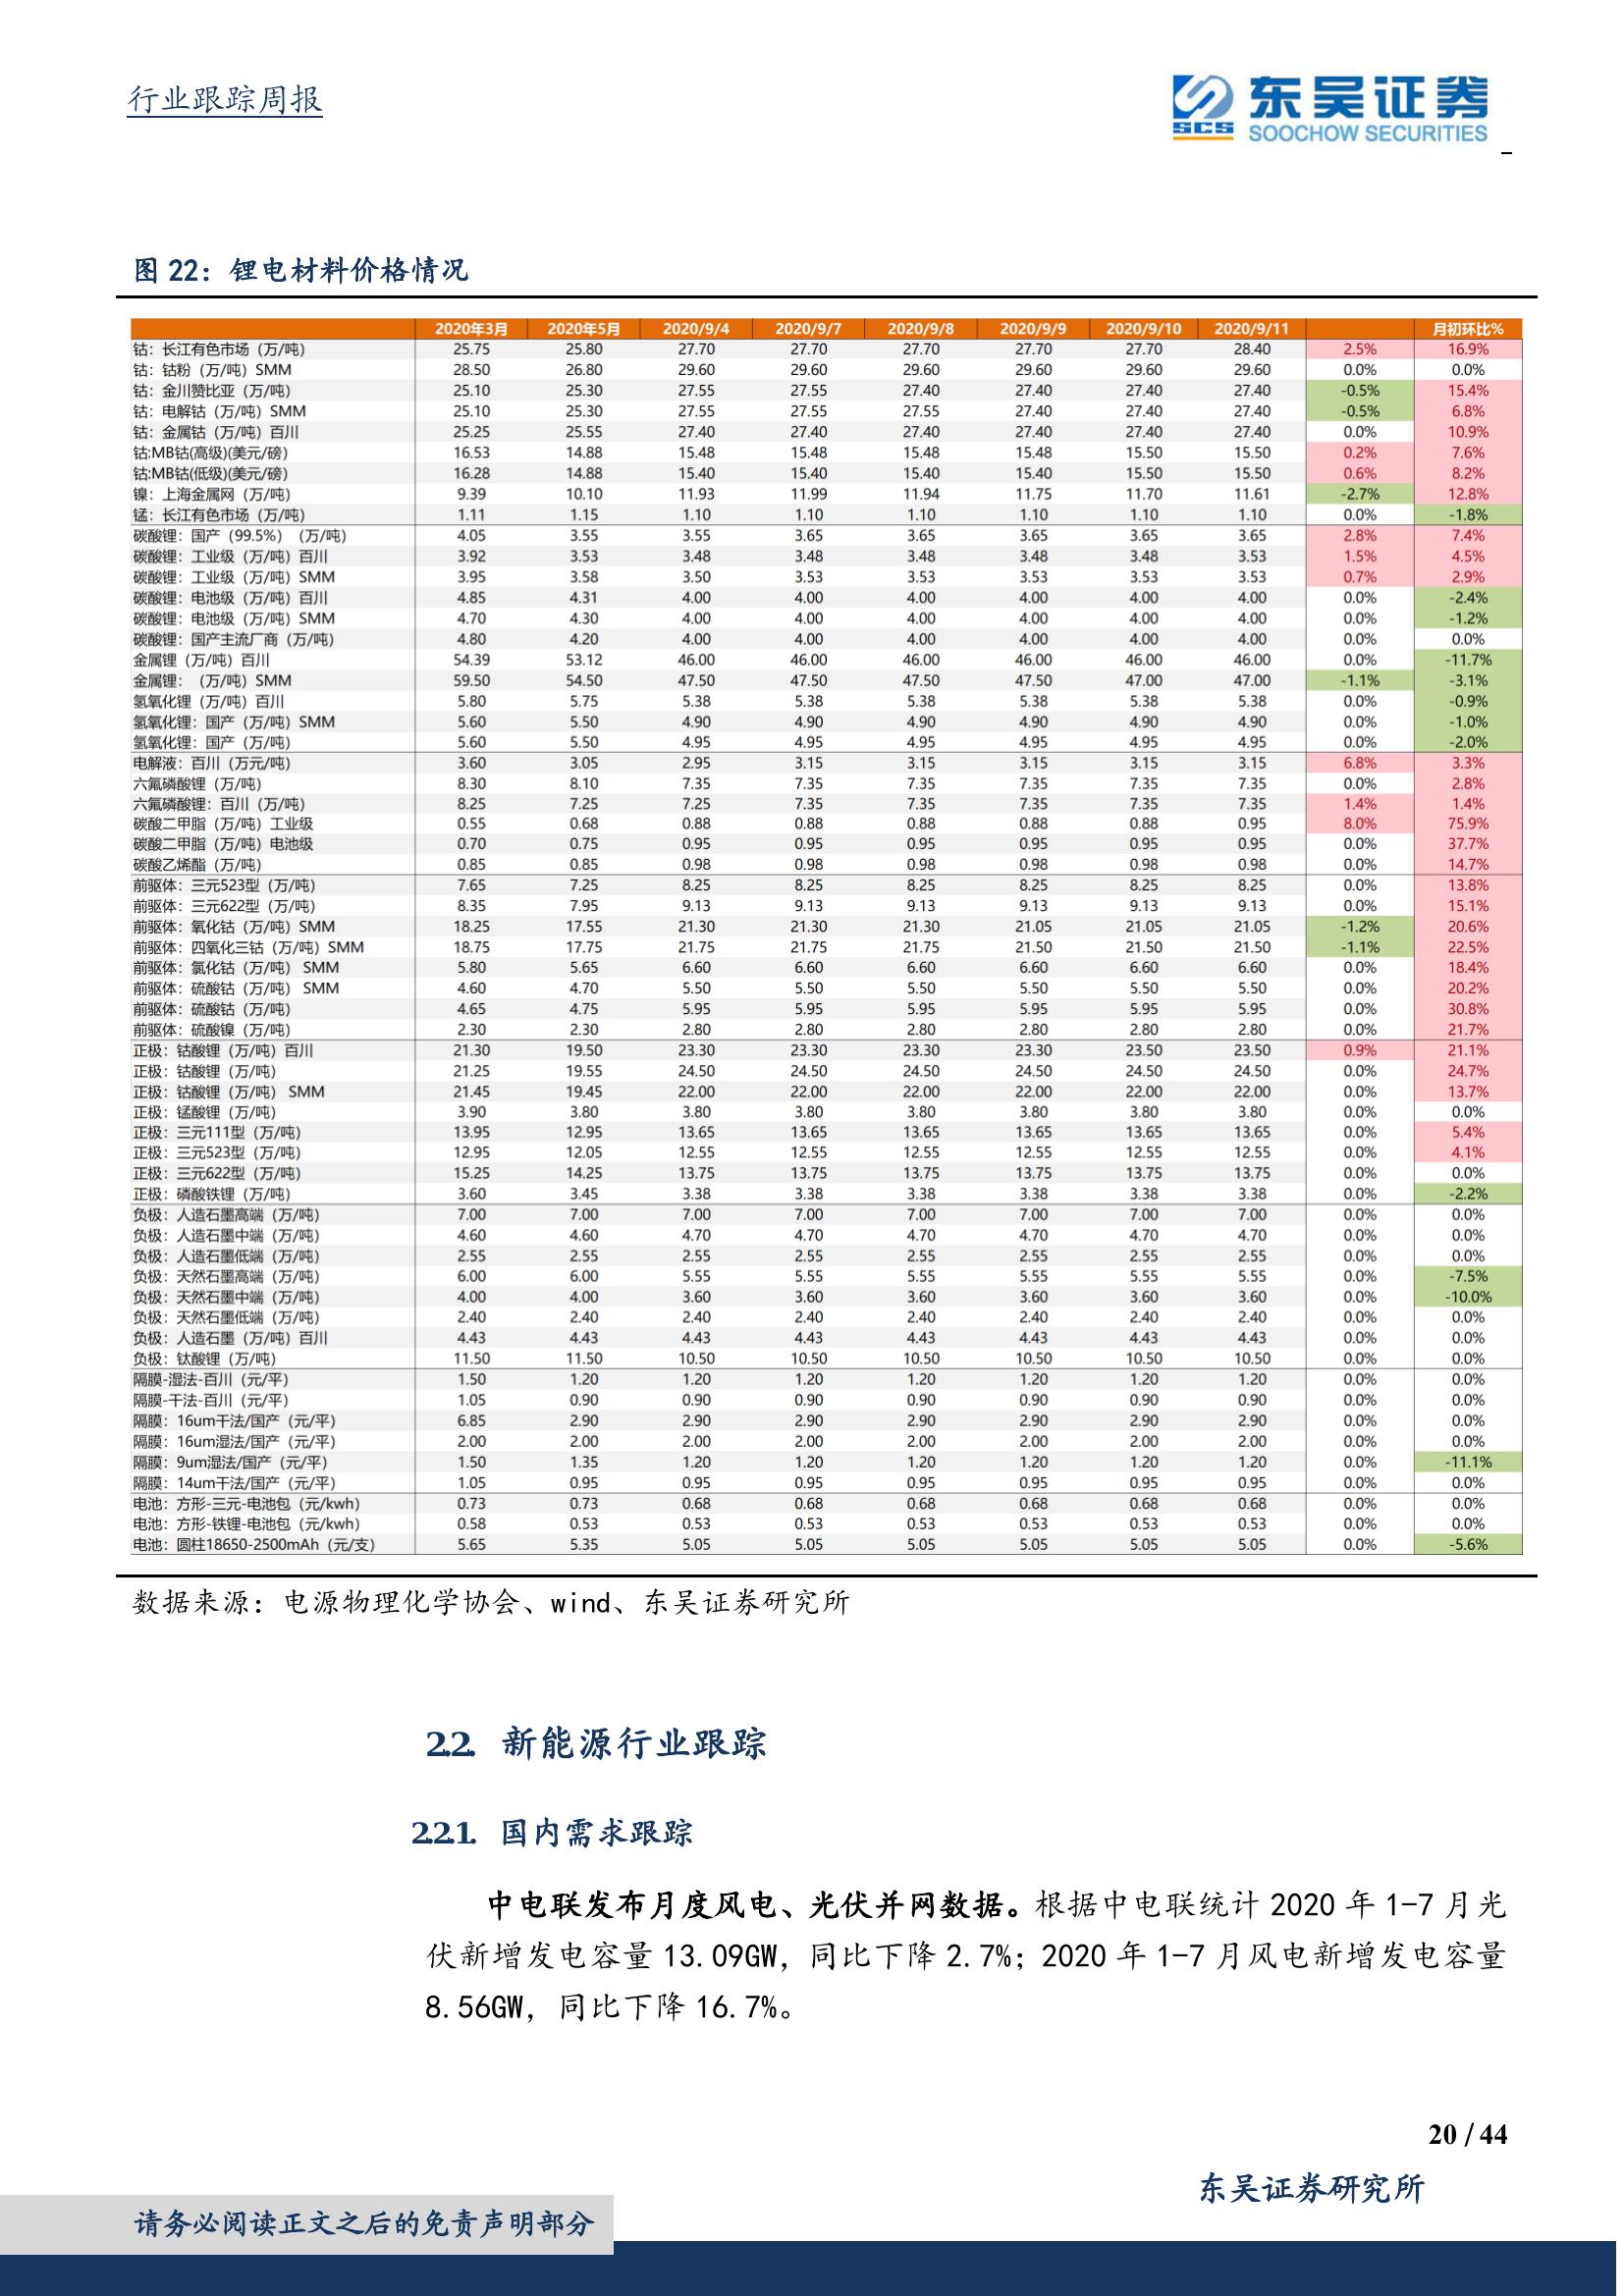 行业跟踪周报
SCS 东吴证券
SOOCHOW SECURITIES
图 22：锂电材料价格情况
2020年3月 2020年5月 2020/9/4 2020/9/7 2020/9/8 2020/9/9 2020/9/10 2020/9/11 月初环比%
钴：长江有色市场（万/吨） 25.75 25.80 27.70 27.70 27.70 27.70 27.70 28.40 2.5% 16.9%
钴：钴粉（万/吨）SMM 28.50 26.80 29.60 29.60 29.60 29.60 29.60 29.60 0.0% 0.0%
钴：金川赞比亚（万/吨） 25.10 25.30 27.55 27.55 27.40 27.40 27.40 27.40 -0.5% 15.4%
钴：电解钴（万/吨）SMM 25.10 25.30 27.55 27.55 27.55 27.40 27.40 27.40 -0.5% 6.8%
钴：金属钴（万/吨）百川 25.25 25.55 27.40 27.40 27.40 27.40 27.40 27.40 0.0% 10.9%
钴:MB钴(高级)(美元/磅) 16.53 14.88 15.48 15.48 15.48 15.48 15.50 15.50 0.2% 7.6%
钴:MB钴(低级)(美元/磅) 16.28 14.88 15.40 15.40 15.40 15.40 15.50 15.50 0.6% 8.2%
镍：上海金属网（万/吨） 9.39 10.10 11.93 11.99 11.94 11.75 11.70 11.61 -2.7% 12.8%
锰：长江有色市场（万/吨） 1.11 1.15 1.10 1.10 1.10 1.10 1.10 1.10 0.0% -1.8%
碳酸锂：国产（99.5%）（万/吨） 4.05 3.55 3.55 3.65 3.65 3.65 3.65 3.65 2.8% 7.4%
碳酸锂：工业级（万/吨）百川 3.92 3.53 3.48 3.48 3.48 3.48 3.48 3.53 1.5% 4.5%
碳酸锂：工业级（万/吨）SMM 3.95 3.58 3.50 3.53 3.53 3.53 3.53 3.53 0.7% 2.9%
碳酸锂：电池级（万/吨）百川 4.85 4.31 4.00 4.00 4.00 4.00 4.00 4.00 0.0% -2.4%
碳酸锂：电池级（万/吨）SMM 4.70 4.30 4.00 4.00 4.00 4.00 4.00 4.00 0.0% -1.2%
碳酸锂：国产主流厂商（万/吨） 4.80 4.20 4.00 4.00 4.00 4.00 4.00 4.00 0.0% 0.0%
金属锂（万/吨）百川 54.39 53.12 46.00 46.00 46.00 46.00 46.00 46.00 0.0% -11.7%
金属锂：（万/吨）SMM 59.50 54.50 47.50 47.50 47.50 47.50 47.00 47.00 -1.1% -3.1%
氢氧化锂（万/吨）百川 5.80 5.75 5.38 5.38 5.38 5.38 5.38 5.38 0.0% -0.9%
氢氧化锂：国产（万/吨）SMM 5.60 5.50 4.90 4.90 4.90 4.90 4.90 4.90 0.0% -1.0%
氢氧化锂：国产（万/吨） 5.60 5.50 4.95 4.95 4.95 4.95 4.95 4.95 0.0% -2.0%
电解液：百川（万元/吨） 3.60 3.05 2.95 3.15 3.15 3.15 3.15 3.15 6.8% 3.3%
六氟磷酸锂（万/吨） 8.30 8.10 7.35 7.35 7.35 7.35 7.35 7.35 0.0% 2.8%
六氟磷酸锂：百川（万/吨） 8.25 7.25 7.25 7.35 7.35 7.35 7.35 7.35 1.4% 1.4%
碳酸二甲脂（万/吨）工业级 0.55 0.68 0.88 0.88 0.88 0.88 0.88 0.95 8.0% 75.9%
碳酸二甲脂（万/吨）电池级 0.70 0.75 0.95 0.95 0.95 0.95 0.95 0.95 0.0% 37.7%
碳酸乙烯酯（万/吨） 0.85 0.85 0.98 0.98 0.98 0.98 0.98 0.98 0.0% 14.7%
前驱体：三元523型（万/吨） 7.65 7.25 8.25 8.25 8.25 8.25 8.25 8.25 0.0% 13.8%
前驱体：三元622型（万/吨） 8.35 7.95 9.13 9.13 9.13 9.13 9.13 9.13 0.0% 15.1%
前驱体：氧化钴（万/吨）SMM 18.25 17.55 21.30 21.30 21.30 21.05 21.05 21.05 -1.2% 20.6%
前驱体：四氧化三钴（万/吨）SMM 18.75 17.75 21.75 21.75 21.75 21.50 21.50 21.50 -1.1% 22.5%
前驱体：氯化钴（万/吨） SMM 5.80 5.65 6.60 6.60 6.60 6.60 6.60 6.60 0.0% 18.4%
前驱体：硫酸钴（万/吨） SMM 4.60 4.70 5.50 5.50 5.50 5.50 5.50 5.50 0.0% 20.2%
前驱体：硫酸钴（万/吨） 4.65 4.75 5.95 5.95 5.95 5.95 5.95 5.95 0.0% 30.8%
前驱体：硫酸镍（万/吨） 2.30 2.30 2.80 2.80 2.80 2.80 2.80 2.80 0.0% 21.7%
正极：钴酸锂（万/吨）百川 21.30 19.50 23.30 23.30 23.30 23.30 23.50 23.50 0.9% 21.1%
正极：钴酸锂（万/吨） 21.25 19.55 24.50 24.50 24.50 24.50 24.50 24.50 0.0% 24.7%
正极：钴酸锂（万/吨） SMM 21.45 19.45 22.00 22.00 22.00 22.00 22.00 22.00 0.0% 13.7%
正极：锰酸锂（万/吨） 3.90 3.80 3.80 3.80 3.80 3.80 3.80 3.80 0.0% 0.0%
正极：三元111型（万/吨） 13.95 12.95 13.65 13.65 13.65 13.65 13.65 13.65 0.0% 5.4%
正极：三元523型（万/吨） 12.95 12.05 12.55 12.55 12.55 12.55 12.55 12.55 0.0% 4.1%
正极：三元622型（万/吨） 15.25 14.25 13.75 13.75 13.75 13.75 13.75 13.75 0.0% 0.0%
正极：磷酸铁锂（万/吨） 3.60 3.45 3.38 3.38 3.38 3.38 3.38 3.38 0.0% -2.2%
负极：人造石墨高端（万/吨） 7.00 7.00 7.00 7.00 7.00 7.00 7.00 7.00 0.0% 0.0%
负极：人造石墨中端（万/吨） 4.60 4.60 4.70 4.70 4.70 4.70 4.70 4.70 0.0% 0.0%
负极：人造石墨低端（万/吨） 2.55 2.55 2.55 2.55 2.55 2.55 2.55 2.55 0.0% 0.0%
负极：天然石墨高端（万/吨） 6.00 6.00 5.55 5.55 5.55 5.55 5.55 5.55 0.0% -7.5%
负极：天然石墨中端（万/吨） 4.00 4.00 3.60 3.60 3.60 3.60 3.60 3.60 0.0% -10.0%
负极：天然石墨低端（万/吨） 2.40 2.40 2.40 2.40 2.40 2.40 2.40 2.40 0.0% 0.0%
负极：人造石墨（万/吨）百川 4.43 4.43 4.43 4.43 4.43 4.43 4.43 4.43 0.0% 0.0%
负极：钛酸锂（万/吨） 11.50 11.50 10.50 10.50 10.50 10.50 10.50 10.50 0.0% 0.0%
隔膜-湿法-百川（元/平） 1.50 1.20 1.20 1.20 1.20 1.20 1.20 1.20 0.0% 0.0%
隔膜-干法-百川（元/平） 1.05 0.90 0.90 0.90 0.90 0.90 0.90 0.90 0.0% 0.0%
隔膜：16um干法/国产（元/平） 6.85 2.90 2.90 2.90 2.90 2.90 2.90 2.90 0.0% 0.0%
隔膜：16um湿法/国产（元/平） 2.00 2.00 2.00 2.00 2.00 2.00 2.00 2.00 0.0% 0.0%
隔膜：9um湿法/国产（元/平） 1.50 1.35 1.20 1.20 1.20 1.20 1.20 1.20 0.0% -11.1%
隔膜：14um干法/国产（元/平） 1.05 0.95 0.95 0.95 0.95 0.95 0.95 0.95 0.0% 0.0%
电池：方形-三元-电池包（元/kwh） 0.73 0.73 0.68 0.68 0.68 0.68 0.68 0.68 0.0% 0.0%
电池：方形-铁锂-电池包（元/kwh） 0.58 0.53 0.53 0.53 0.53 0.53 0.53 0.53 0.0% 0.0%
电池：圆柱18650-2500mAh（元/支） 5.65 5.35 5.05 5.05 5.05 5.05 5.05 5.05 0.0% -5.6%
数据来源：电源物理化学协会、wind、东吴证券研究所
2.2. 新能源行业跟踪
2.2.1. 国内需求跟踪
中电联发布月度风电、光伏并网数据。根据中电联统计 2020 年 1-7 月光
伏新增发电容量 13.09GW，同比下降 2.7%；2020 年 1-7 月风电新增发电容量
8.56GW，同比下降 16.7%。
20 / 44
东吴证券研究所
请务必阅读正文之后的免责声明部分